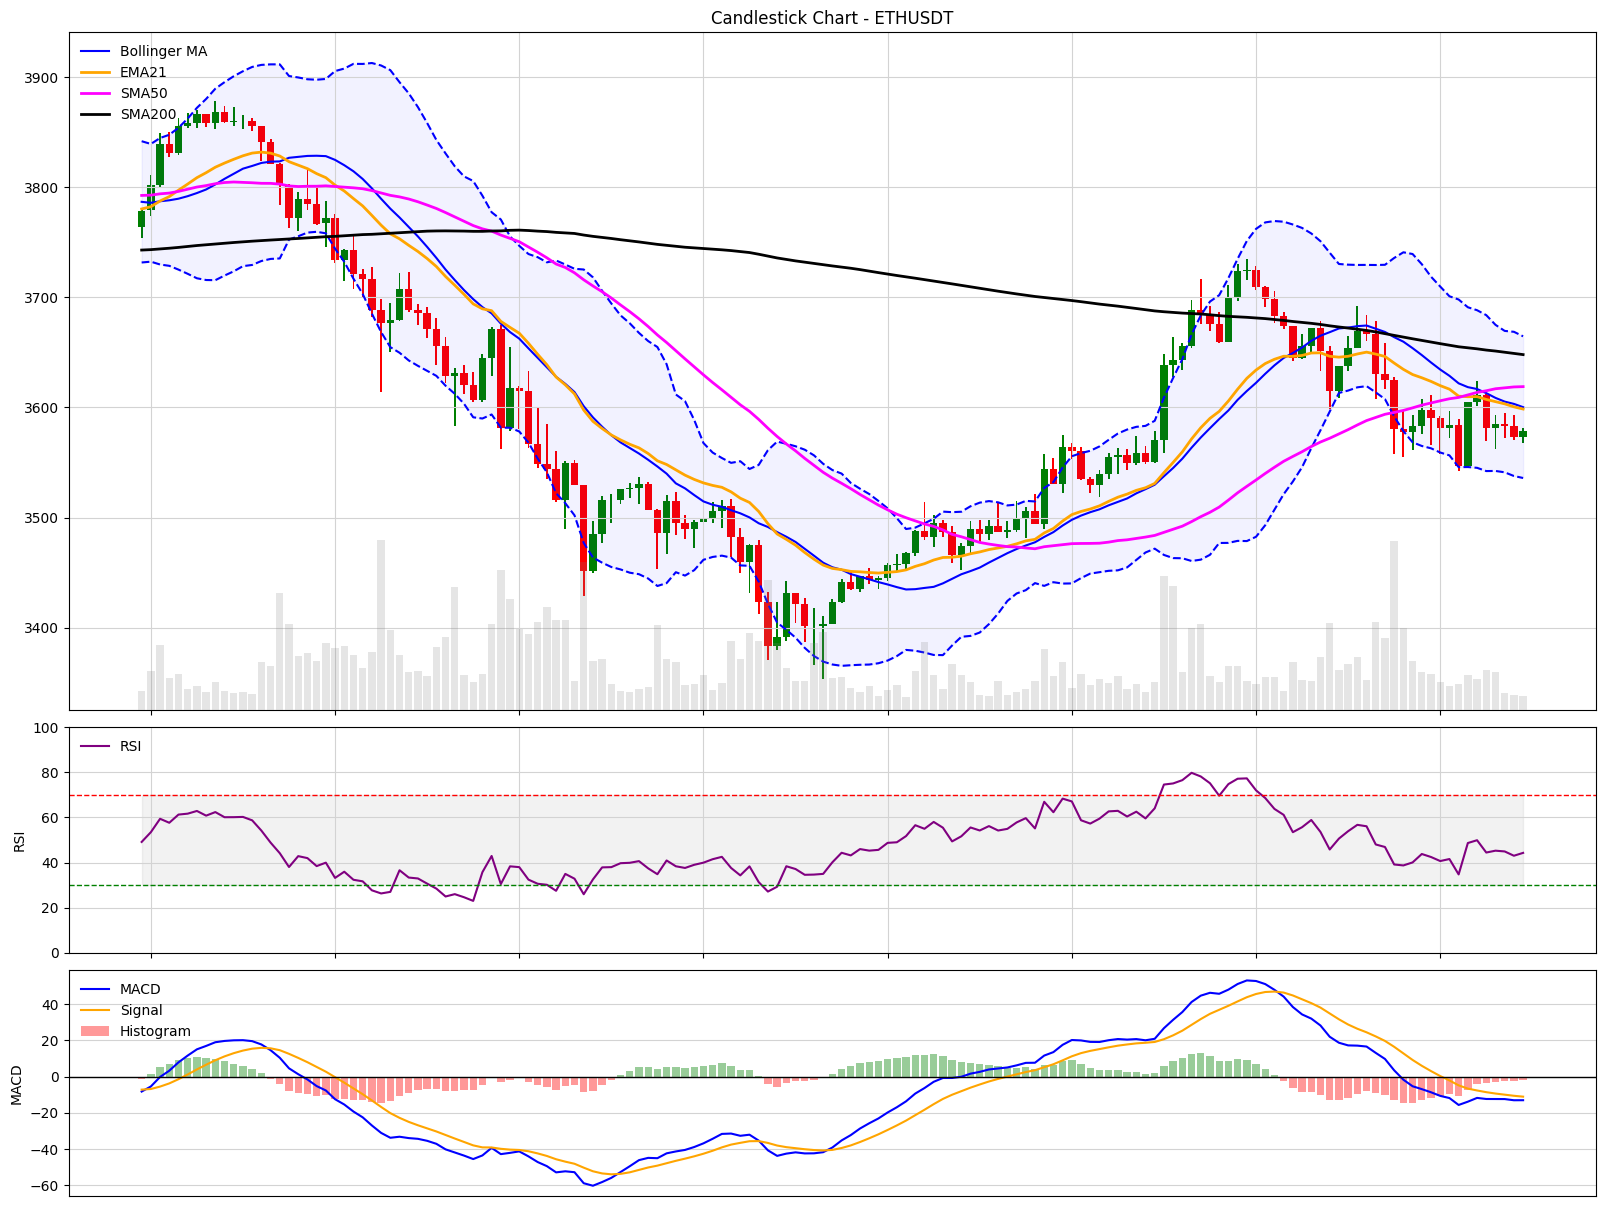 Candlestick Chart - ETHUSDT
Bollinger MA
EMA21
SMA50
SMA200
3900
3800
3700
3600
3500
3400
RSI
100
80
60
40
20
0
RSI
MACD
Signal
Histogram
40
20
0
−20
−40
−60
MACD